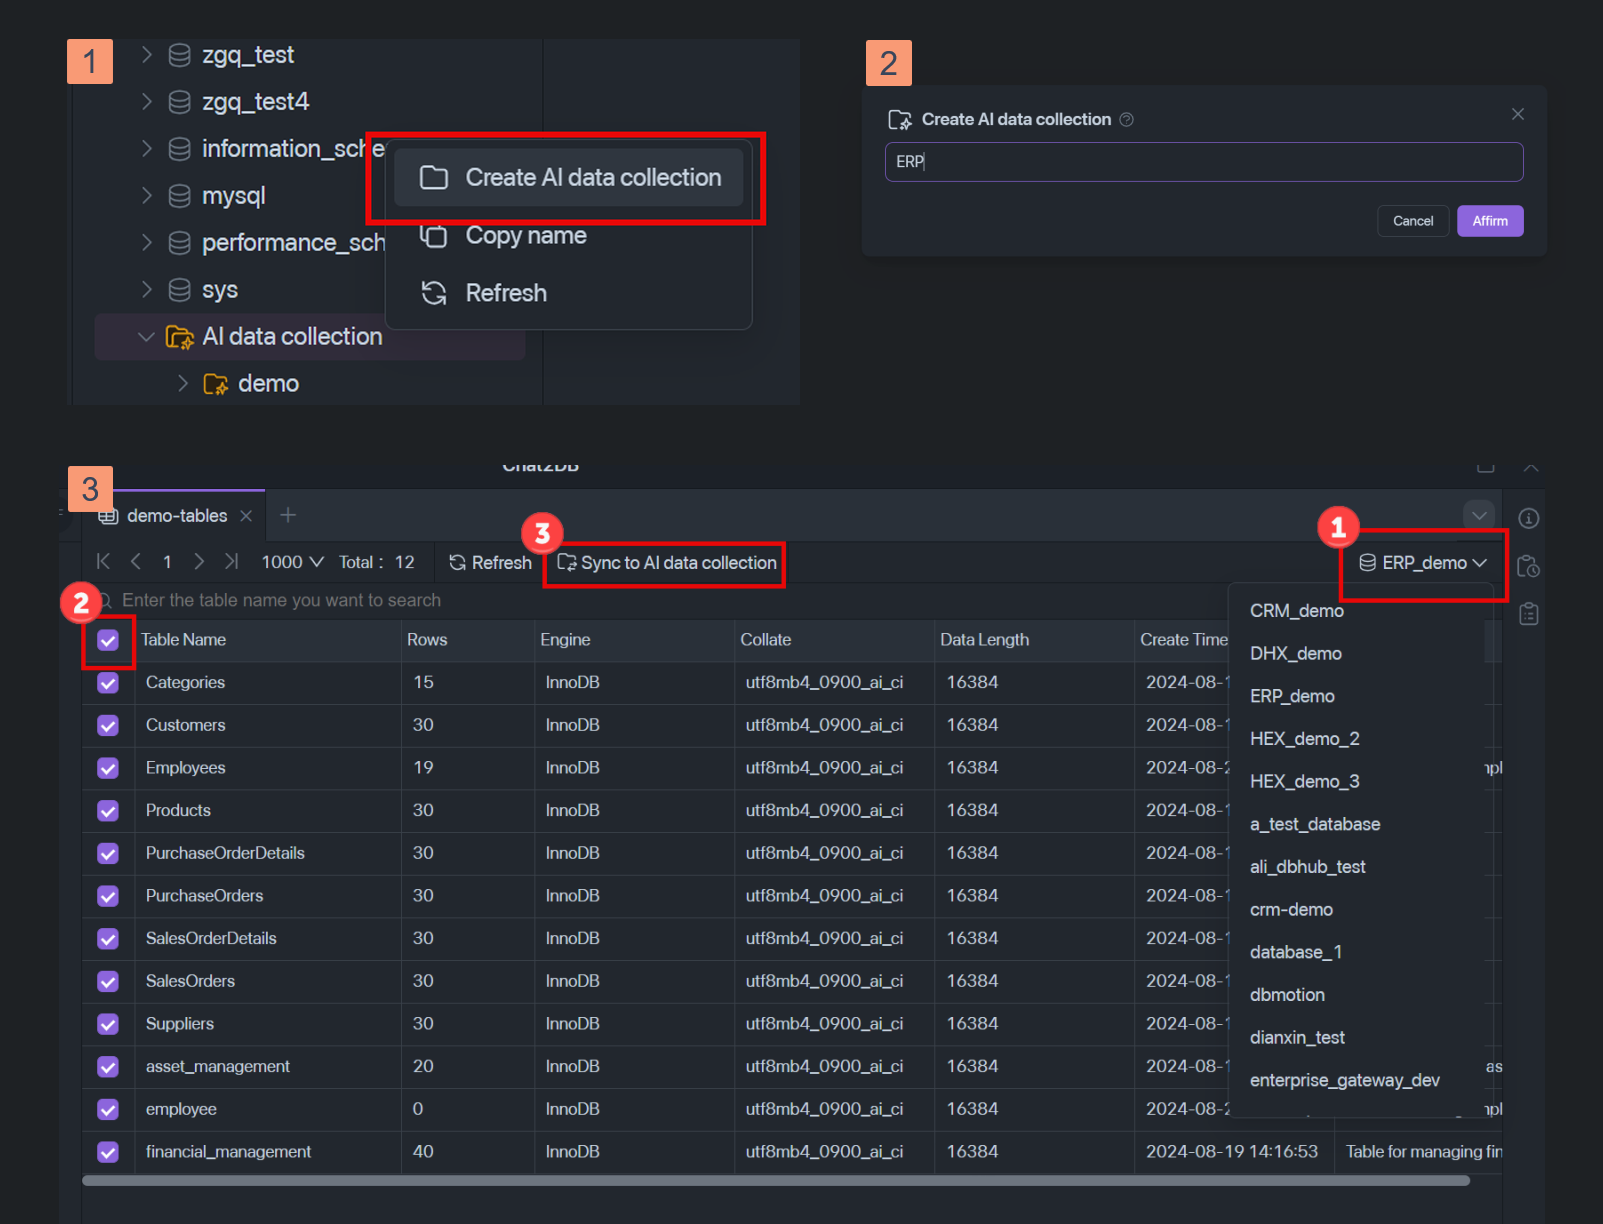 1
zgq_test
zgq_test4
information_sche
mysql
performance_sch
sys
AI data collection
demo
Create AI data collection
Copy name
Refresh
2
Create AI data collection
ERP
Cancel Affirm
3
Chat2DB
demo-tables
1 1000 Total : 12 Refresh 3 Sync to AI data collection 1 ERP_demo
2 Enter the table name you want to search
Table Name Rows Engine Collate Data Length Create Time
Categories 15 InnoDB utf8mb4_0900_ai_ci 16384 2024-08-1
Customers 30 InnoDB utf8mb4_0900_ai_ci 16384 2024-08-1
Employees 19 InnoDB utf8mb4_0900_ai_ci 16384 2024-08-2
Products 30 InnoDB utf8mb4_0900_ai_ci 16384 2024-08-1
PurchaseOrderDetails 30 InnoDB utf8mb4_0900_ai_ci 16384 2024-08-1
PurchaseOrders 30 InnoDB utf8mb4_0900_ai_ci 16384 2024-08-1
SalesOrderDetails 30 InnoDB utf8mb4_0900_ai_ci 16384 2024-08-1
SalesOrders 30 InnoDB utf8mb4_0900_ai_ci 16384 2024-08-1
Suppliers 30 InnoDB utf8mb4_0900_ai_ci 16384 2024-08-1
asset_management 20 InnoDB utf8mb4_0900_ai_ci 16384 2024-08-1 as
employee 0 InnoDB utf8mb4_0900_ai_ci 16384 2024-08-2
financial_management 40 InnoDB utf8mb4_0900_ai_ci 16384 2024-08-19 14:16:53 Table for managing fin
CRM_demo
DHX_demo
ERP_demo
HEX_demo_2
HEX_demo_3
a_test_database
ali_dbhub_test
crm-demo
database_1
dbmotion
dianxin_test
enterprise_gateway_dev